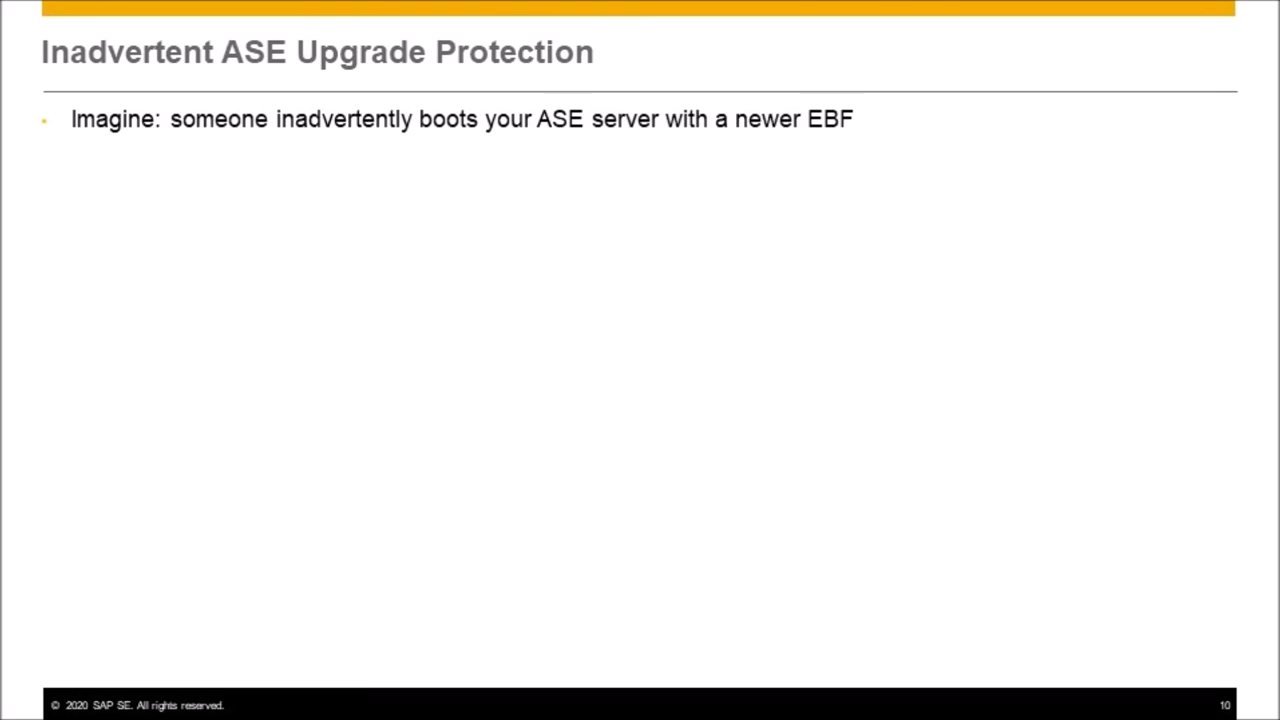 Inadvertent ASE Upgrade Protection
▪ Imagine: someone inadvertently boots your ASE server with a newer EBF
© 2020 SAP SE. All rights reserved.
10